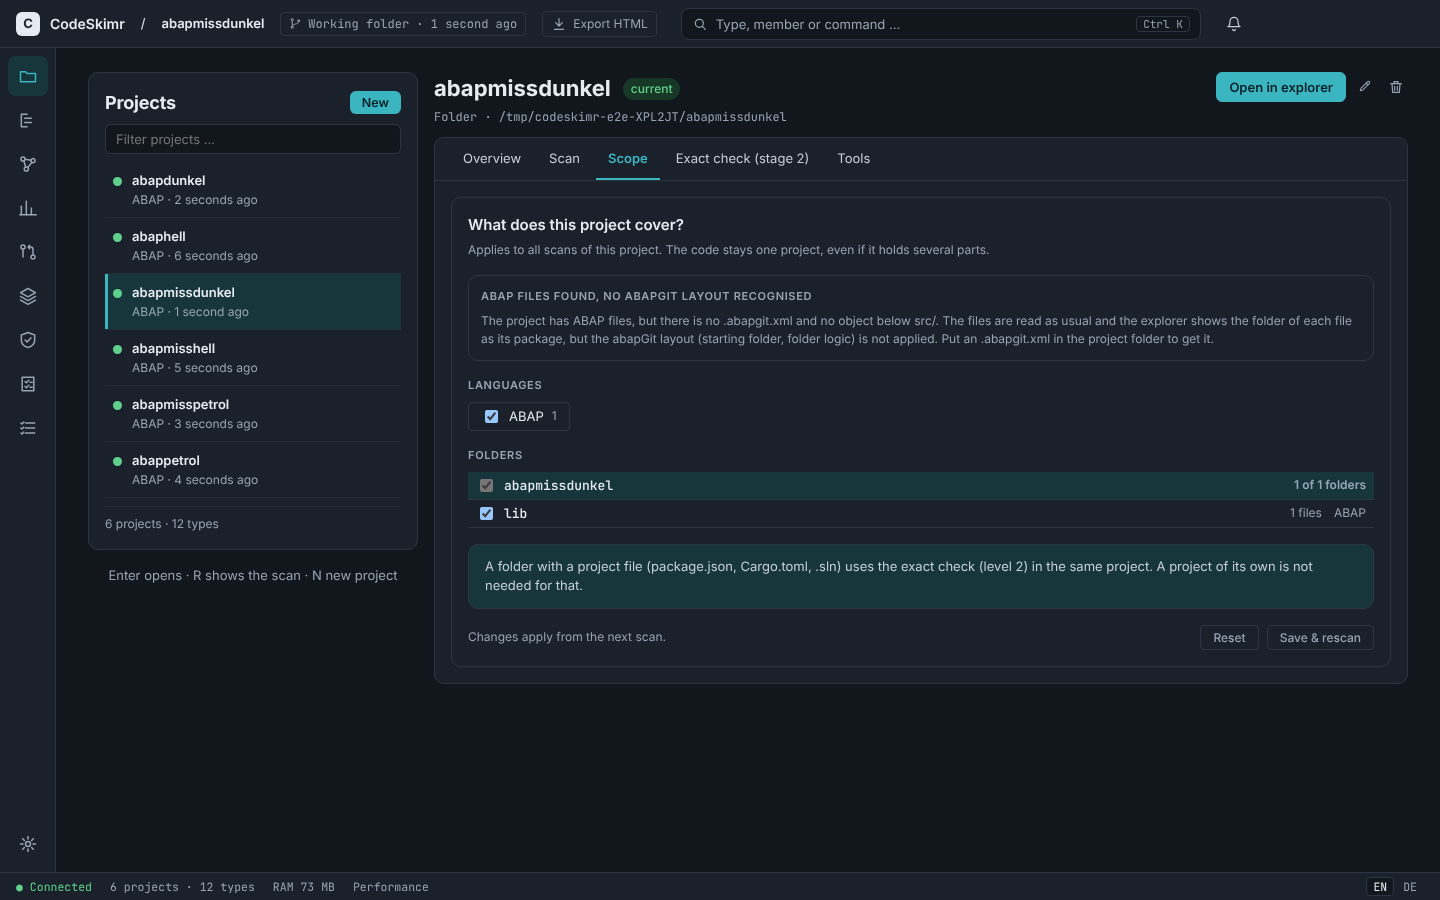 C CodeSkimr / abapmissdunkel Working folder · 1 second ago Export HTML Type, member or command ... Ctrl K
Projects
New
Filter projects ...
abapdunkel
ABAP · 2 seconds ago
abaphell
ABAP · 6 seconds ago
abapmissdunkel
ABAP · 1 second ago
abapmisshell
ABAP · 5 seconds ago
abapmisspetrol
ABAP · 3 seconds ago
abappetrol
ABAP · 4 seconds ago
6 projects · 12 types
Enter opens · R shows the scan · N new project
abapmissdunkel current
Open in explorer
Folder · /tmp/codeskimr-e2e-XPL2JT/abapmissdunkel
Overview Scan Scope Exact check (stage 2) Tools
What does this project cover?
Applies to all scans of this project. The code stays one project, even if it holds several parts.
ABAP FILES FOUND, NO ABAPGIT LAYOUT RECOGNISED
The project has ABAP files, but there is no .abapgit.xml and no object below src/. The files are read as usual and the explorer shows the folder of each file
as its package, but the abapGit layout (starting folder, folder logic) is not applied. Put an .abapgit.xml in the project folder to get it.
LANGUAGES
ABAP 1
FOLDERS
abapmissdunkel 1 of 1 folders
lib 1 files ABAP
A folder with a project file (package.json, Cargo.toml, .sln) uses the exact check (level 2) in the same project. A project of its own is not
needed for that.
Changes apply from the next scan.
Reset
Save & rescan
Connected 6 projects · 12 types RAM 73 MB Performance EN DE